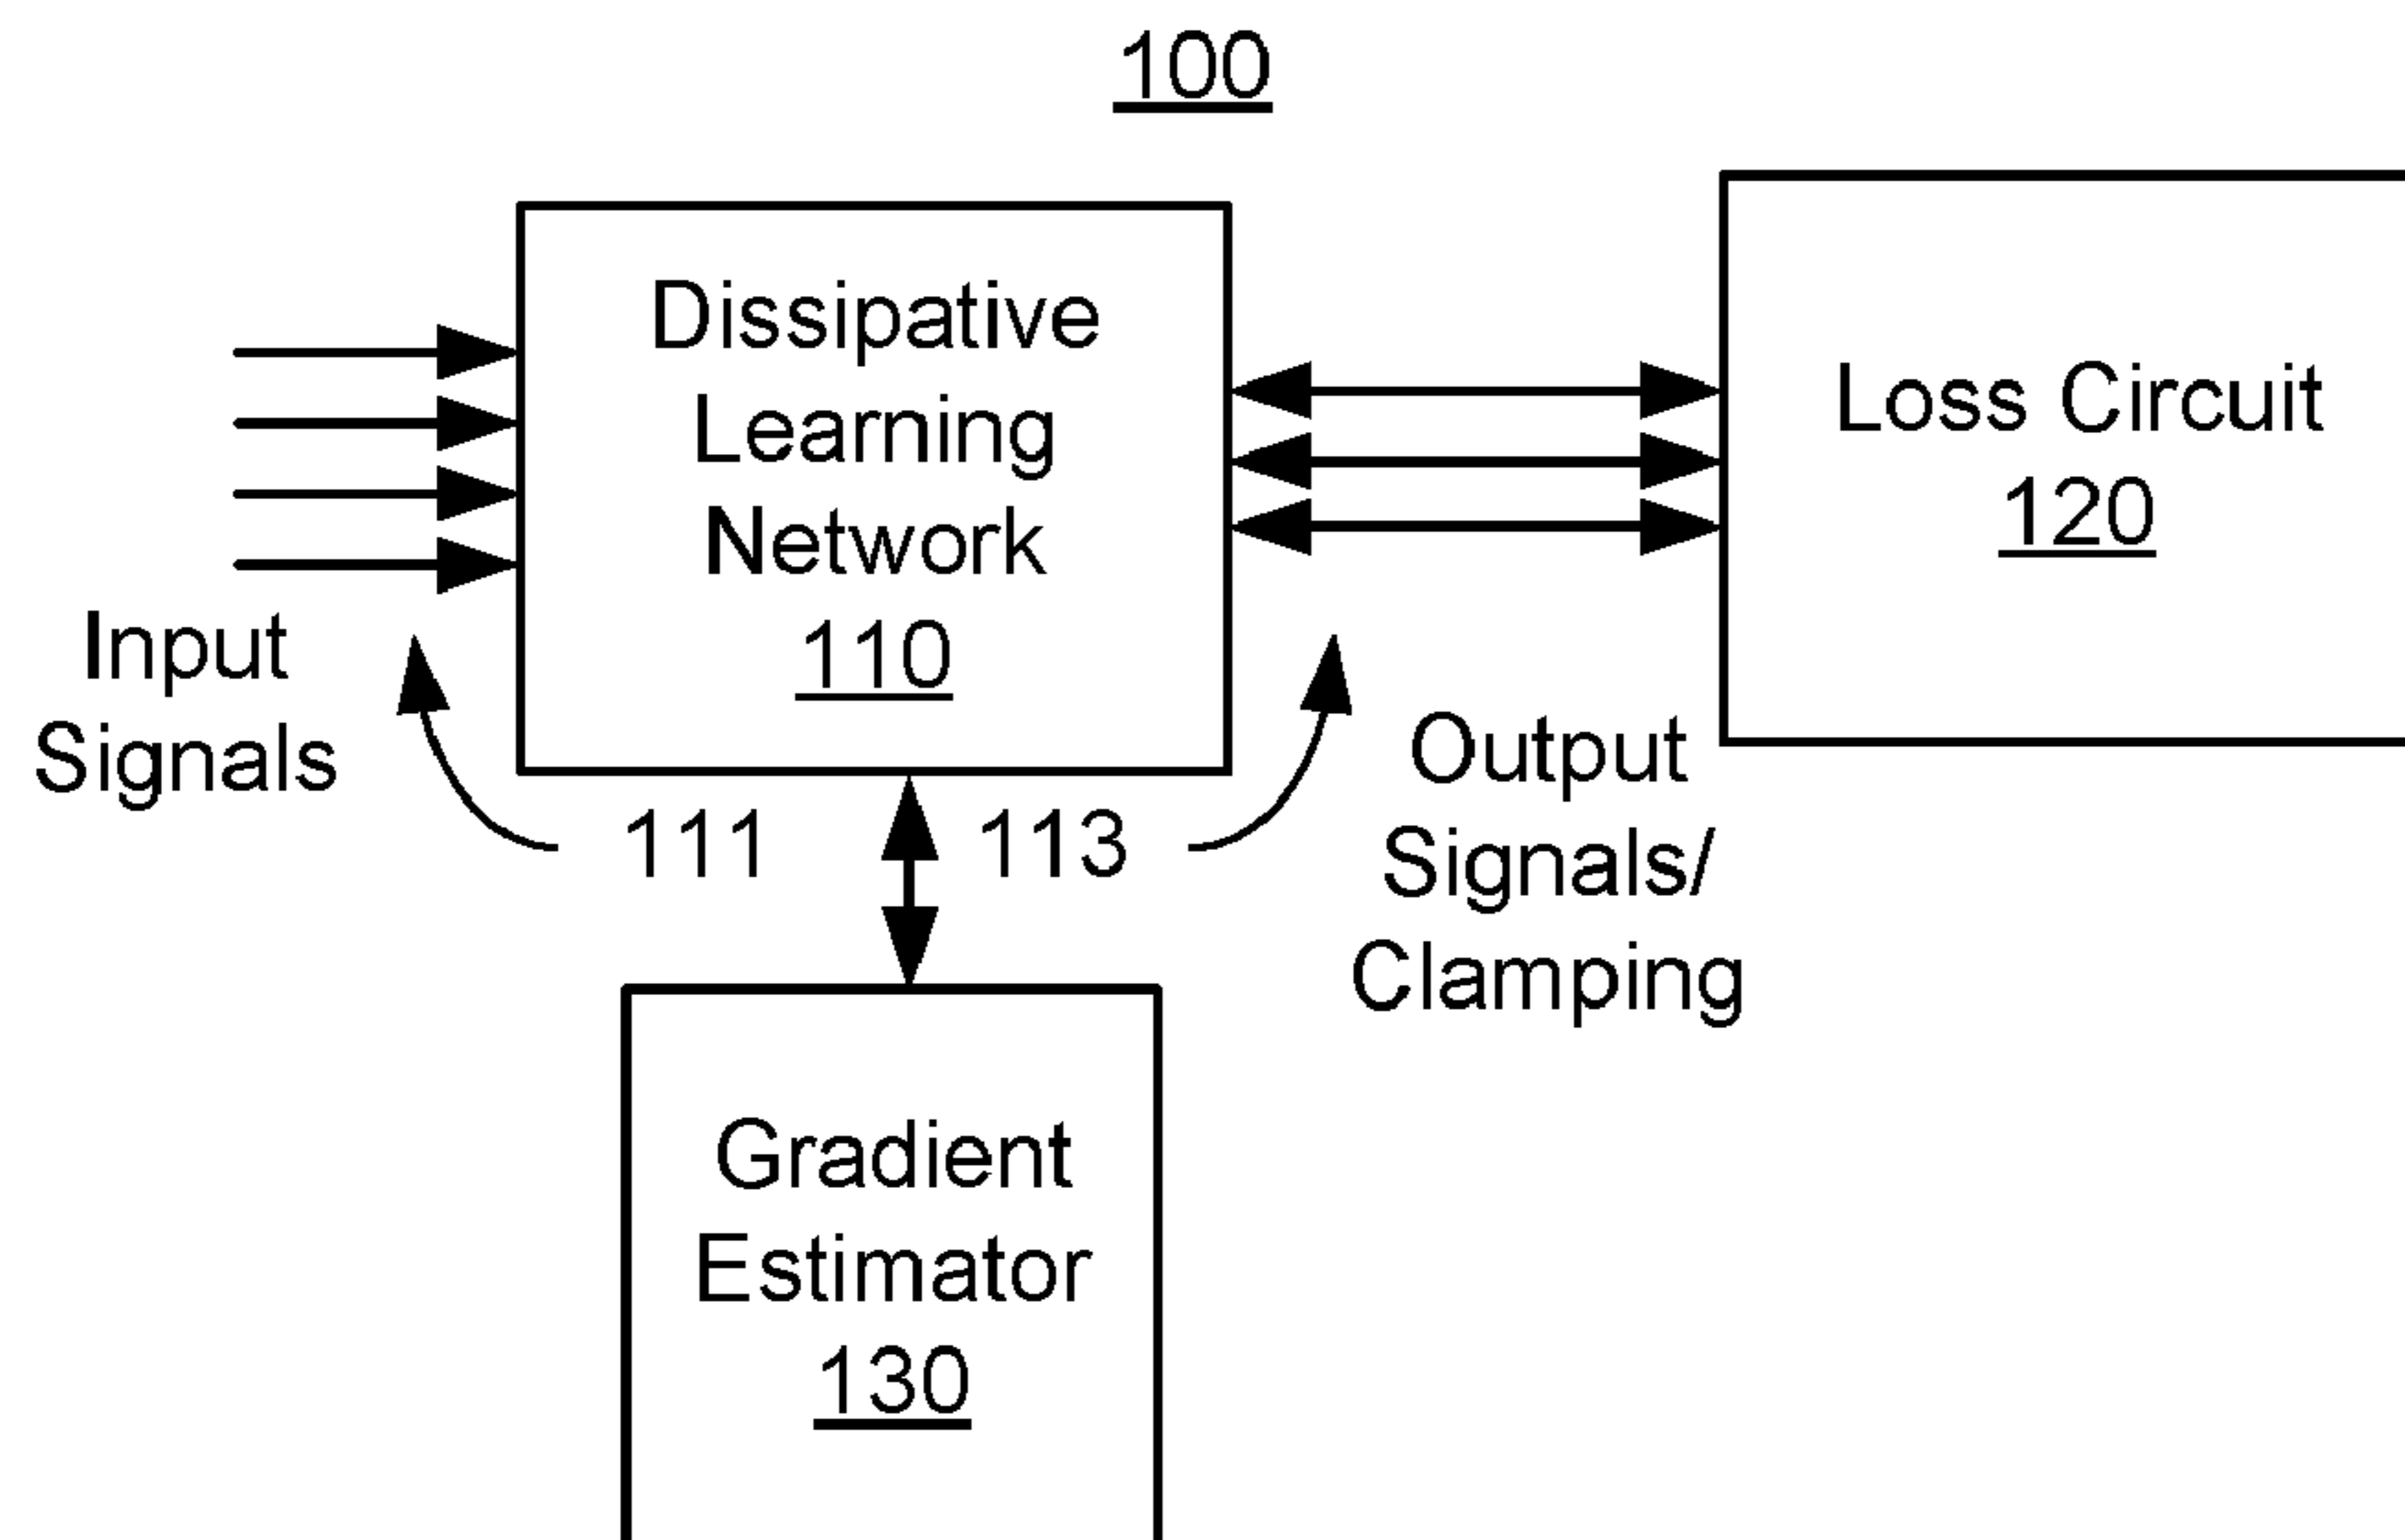 100
Dissipative
Learning
Network
110
Loss Circuit
120
Input
Signals
111
113
Output
Signals/
Clamping
Gradient
Estimator
130